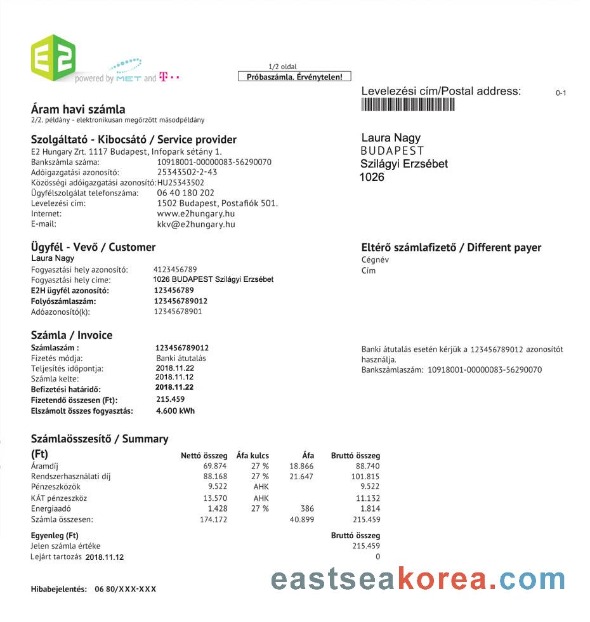 E2
powered by MET and T
1/2 oldal
Próbaszámla. Érvénytelen!
Levelezési cím/Postal address: 0-1
Laura Nagy
BUDAPEST
Szilágyi Erzsébet
1026
Áram havi számla
2/2. példány - elektronikusan megőrzött másodpéldány
Szolgáltató - Kibocsátó / Service provider
E2 Hungary Zrt. 1117 Budapest, Infopark sétány 1.
Bankszámla száma: 10918001-00000083-56290070
Adóigazgatási azonosító: 25343502-2-43
Közösségi adóigazgatási azonosító: HU25343502
Ügyfélszolgálat telefonszáma: 06 40 180 202
Levelezési cím: 1502 Budapest, Postafiók 501.
Internet: www.e2hungary.hu
E-mail: kkv@e2hungary.hu
Ügyfél - Vevő / Customer
Laura Nagy
Fogyasztási hely azonosító: 4123456789
Fogyasztási hely címe: 1026 BUDAPEST Szilágyi Erzsébet
E2H ügyfél azonosító: 123456789
Folyószámlaszám: 123456789012
Adóazonosító(k): 12345678901
Eltérő számlafizető / Different payer
Cégnév
Cím
Számla / Invoice
Számlaszám : 123456789012
Fizetés módja: Banki átutalás
Teljesítés időpontja: 2018.11.22
Számla kelte: 2018.11.12
Befizetési határidő: 2018.11.22
Fizetendő összesen (Ft): 215.459
Elszámolt összes fogyasztás: 4.600 kWh
Banki átutalás esetén kérjük a 123456789012 azonosítót
használja.
Bankszámlaszám: 10918001-00000083-56290070
Számlaösszesítő / Summary
(Ft) Nettó összeg Áfa kulcs Áfa Bruttó összeg
Áramdíj 69.874 27 % 18.866 88.740
Rendszerhasználati díj 88.168 27 % 21.647 101.815
Pénzeszközök 9.522 AHK 9.522
KÁT pénzeszköz 13.570 AHK 11.132
Energiaadó 1.428 27 % 386 1.814
Számla összesen: 174.172 40.899 215.459
Egyenleg (Ft) Bruttó összeg
Jelen számla értéke 215.459
Lejárt tartozás 2018.11.12 0
Hibabejelentés: 06 80/XXX-XXX
eastseakorea.com